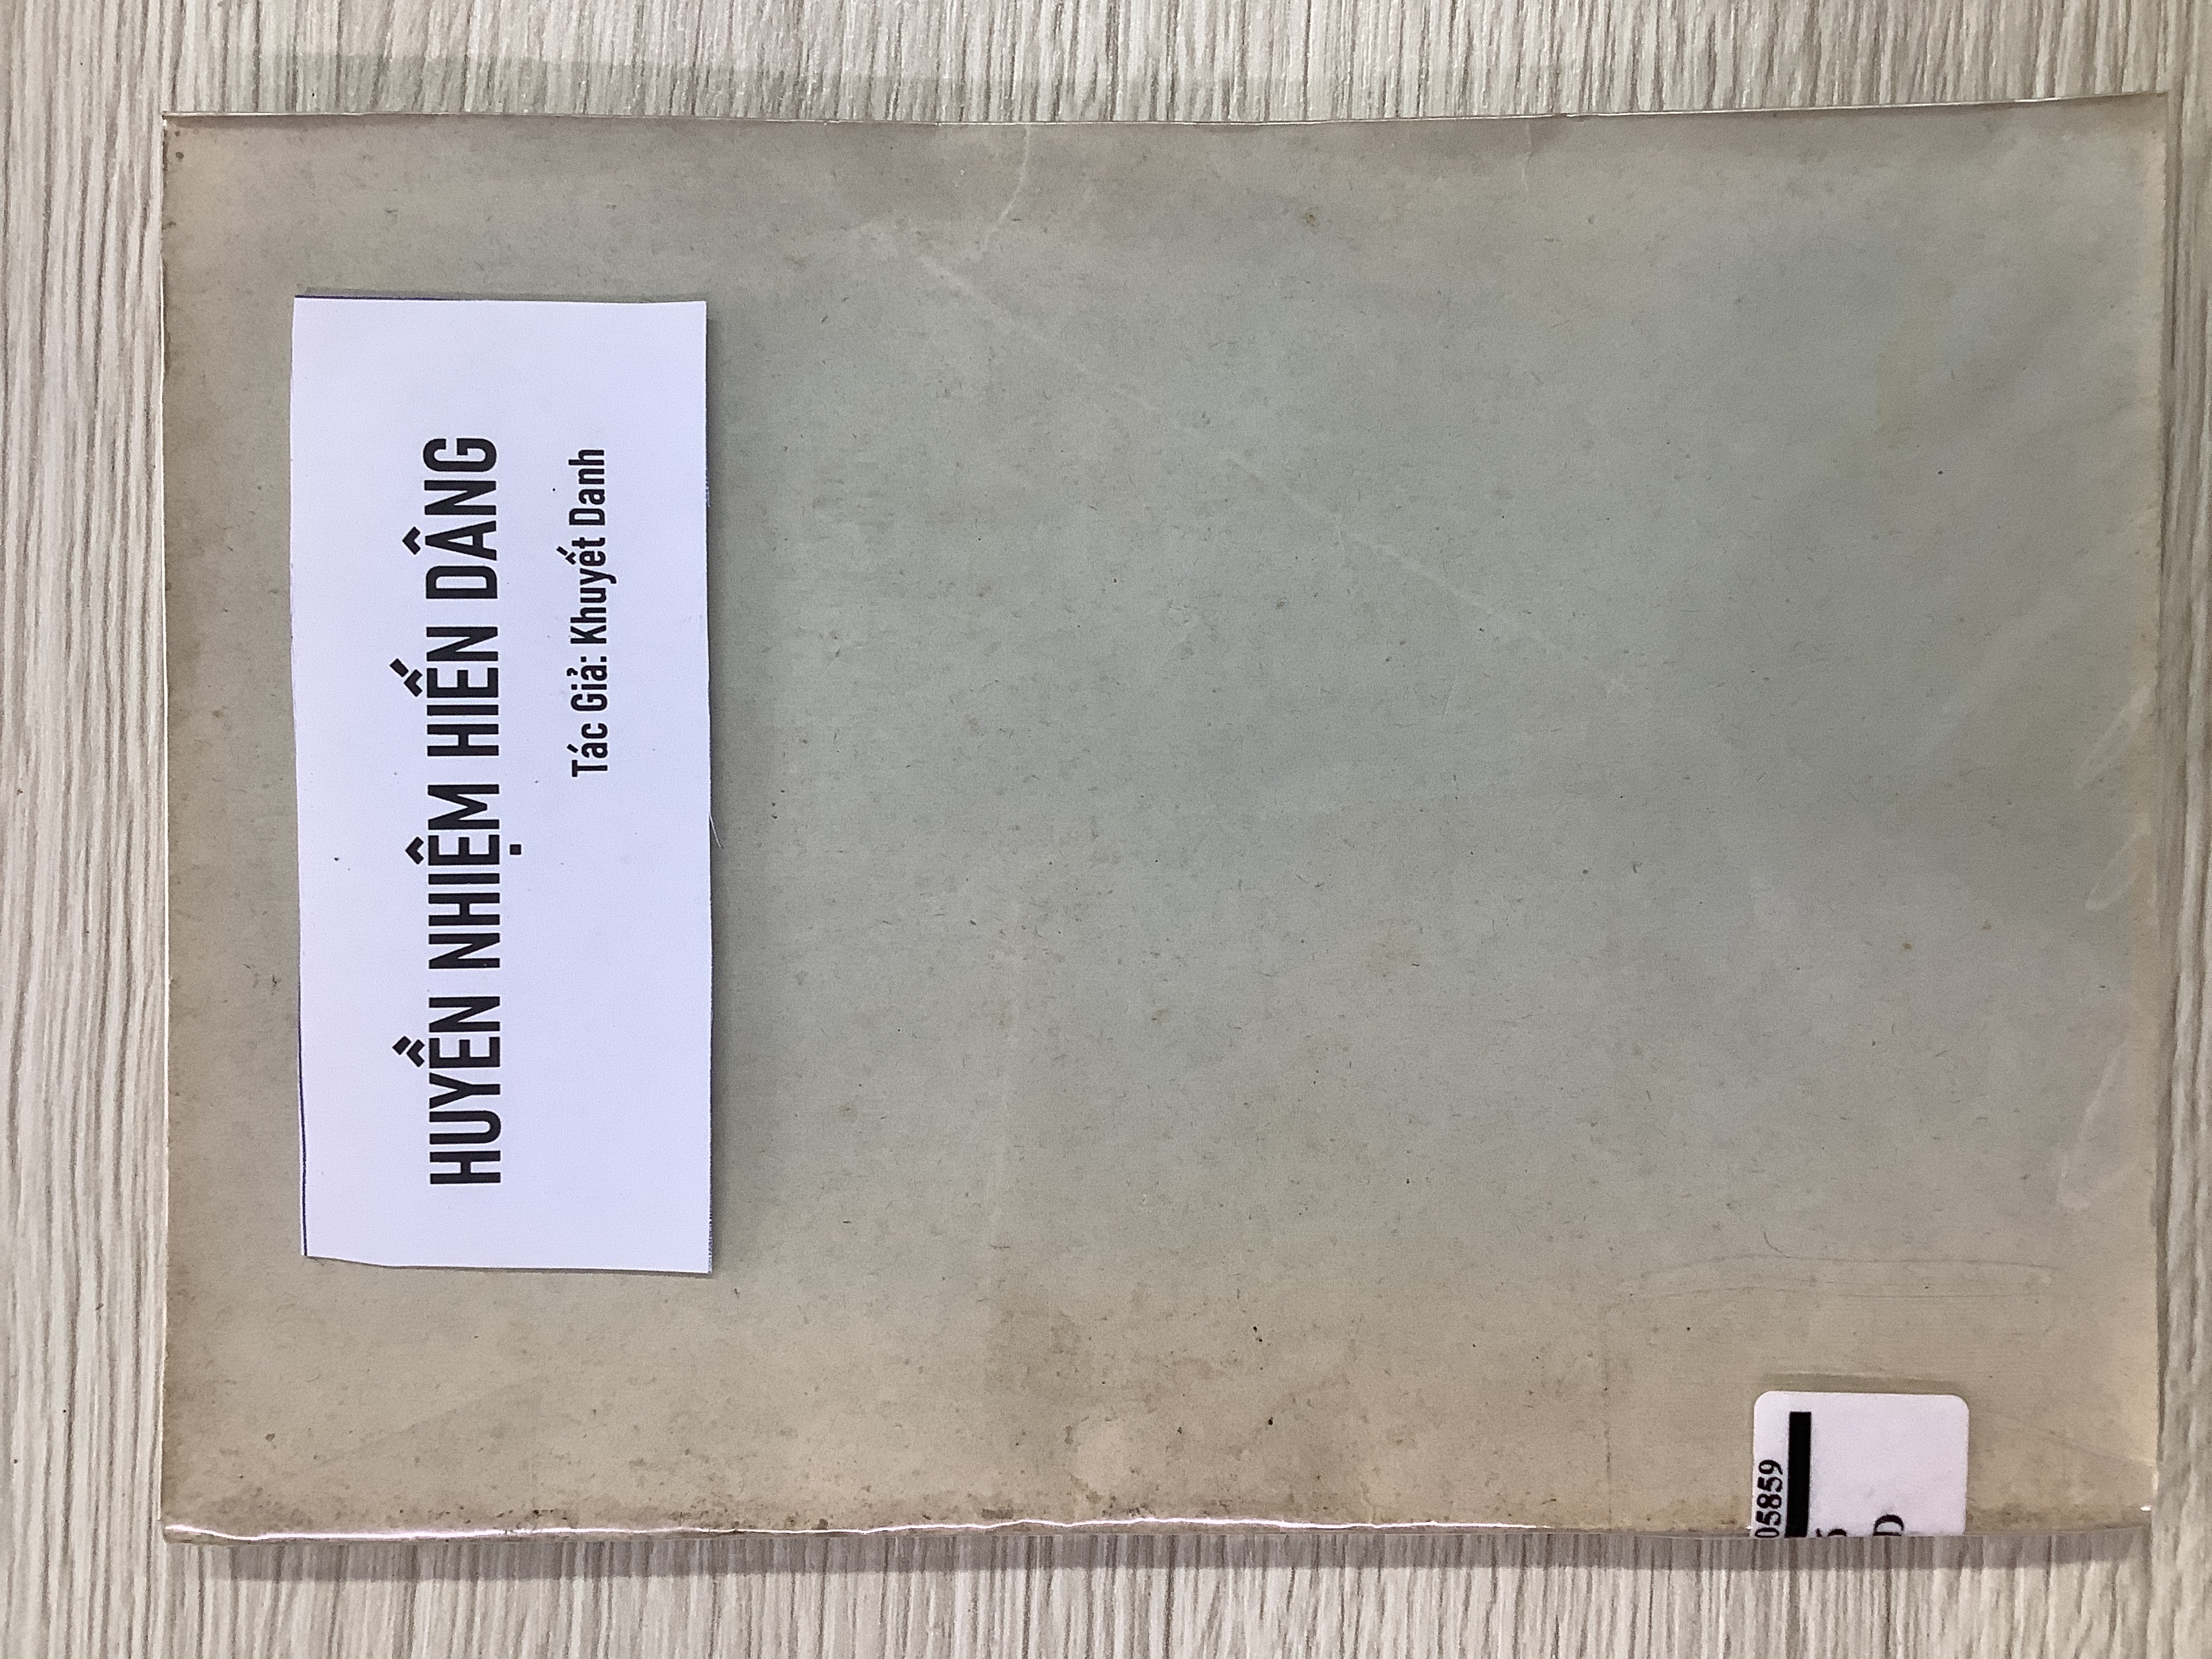 HUYỀN NHIỆM HIẾN DÂNG
Tác Giả: Khuyết Danh
05859